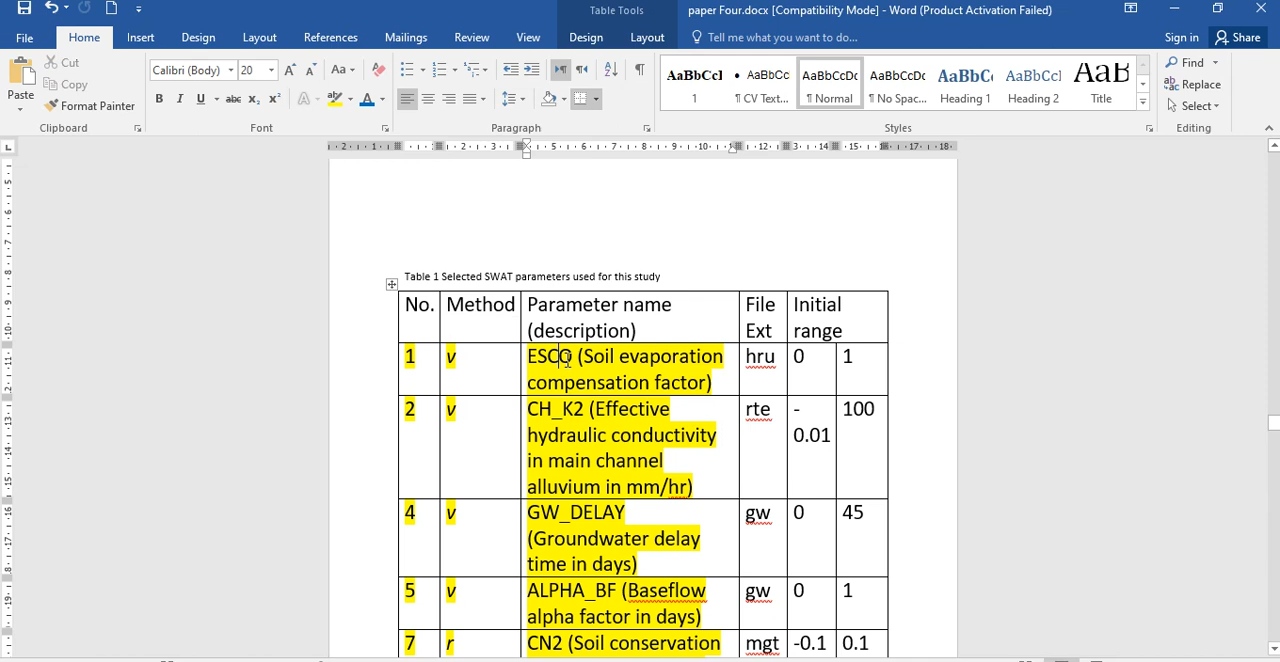 paper Four.docx [Compatibility Mode] - Word (Product Activation Failed)
Table Tools
File Home Insert Design Layout References Mailings Review View Design Layout Tell me what you want to do... Sign in Share
Paste
Cut
Copy
Format Painter
Clipboard
Calibri (Body) 20
Aa
B I U abc X₂ X² A A
Font
Paragraph
AaBbCcI AaBbCc AaBbCcDc AaBbCcDc AaBbC AaBbCcI AaB
1 ¶ CV Text... ¶ Normal ¶ No Spac... Heading 1 Heading 2 Title
Styles
Find
Replace
Select
Editing
Table 1 Selected SWAT parameters used for this study
No. Method Parameter name File Initial
(description) Ext range
1 v ESCO (Soil evaporation hru 0 1
compensation factor)
2 v CH_K2 (Effective rte - 100
hydraulic conductivity 0.01
in main channel
alluvium in mm/hr)
4 v GW_DELAY gw 0 45
(Groundwater delay
time in days)
5 v ALPHA_BF (Baseflow gw 0 1
alpha factor in days)
7 r CN2 (Soil conservation mgt -0.1 0.1